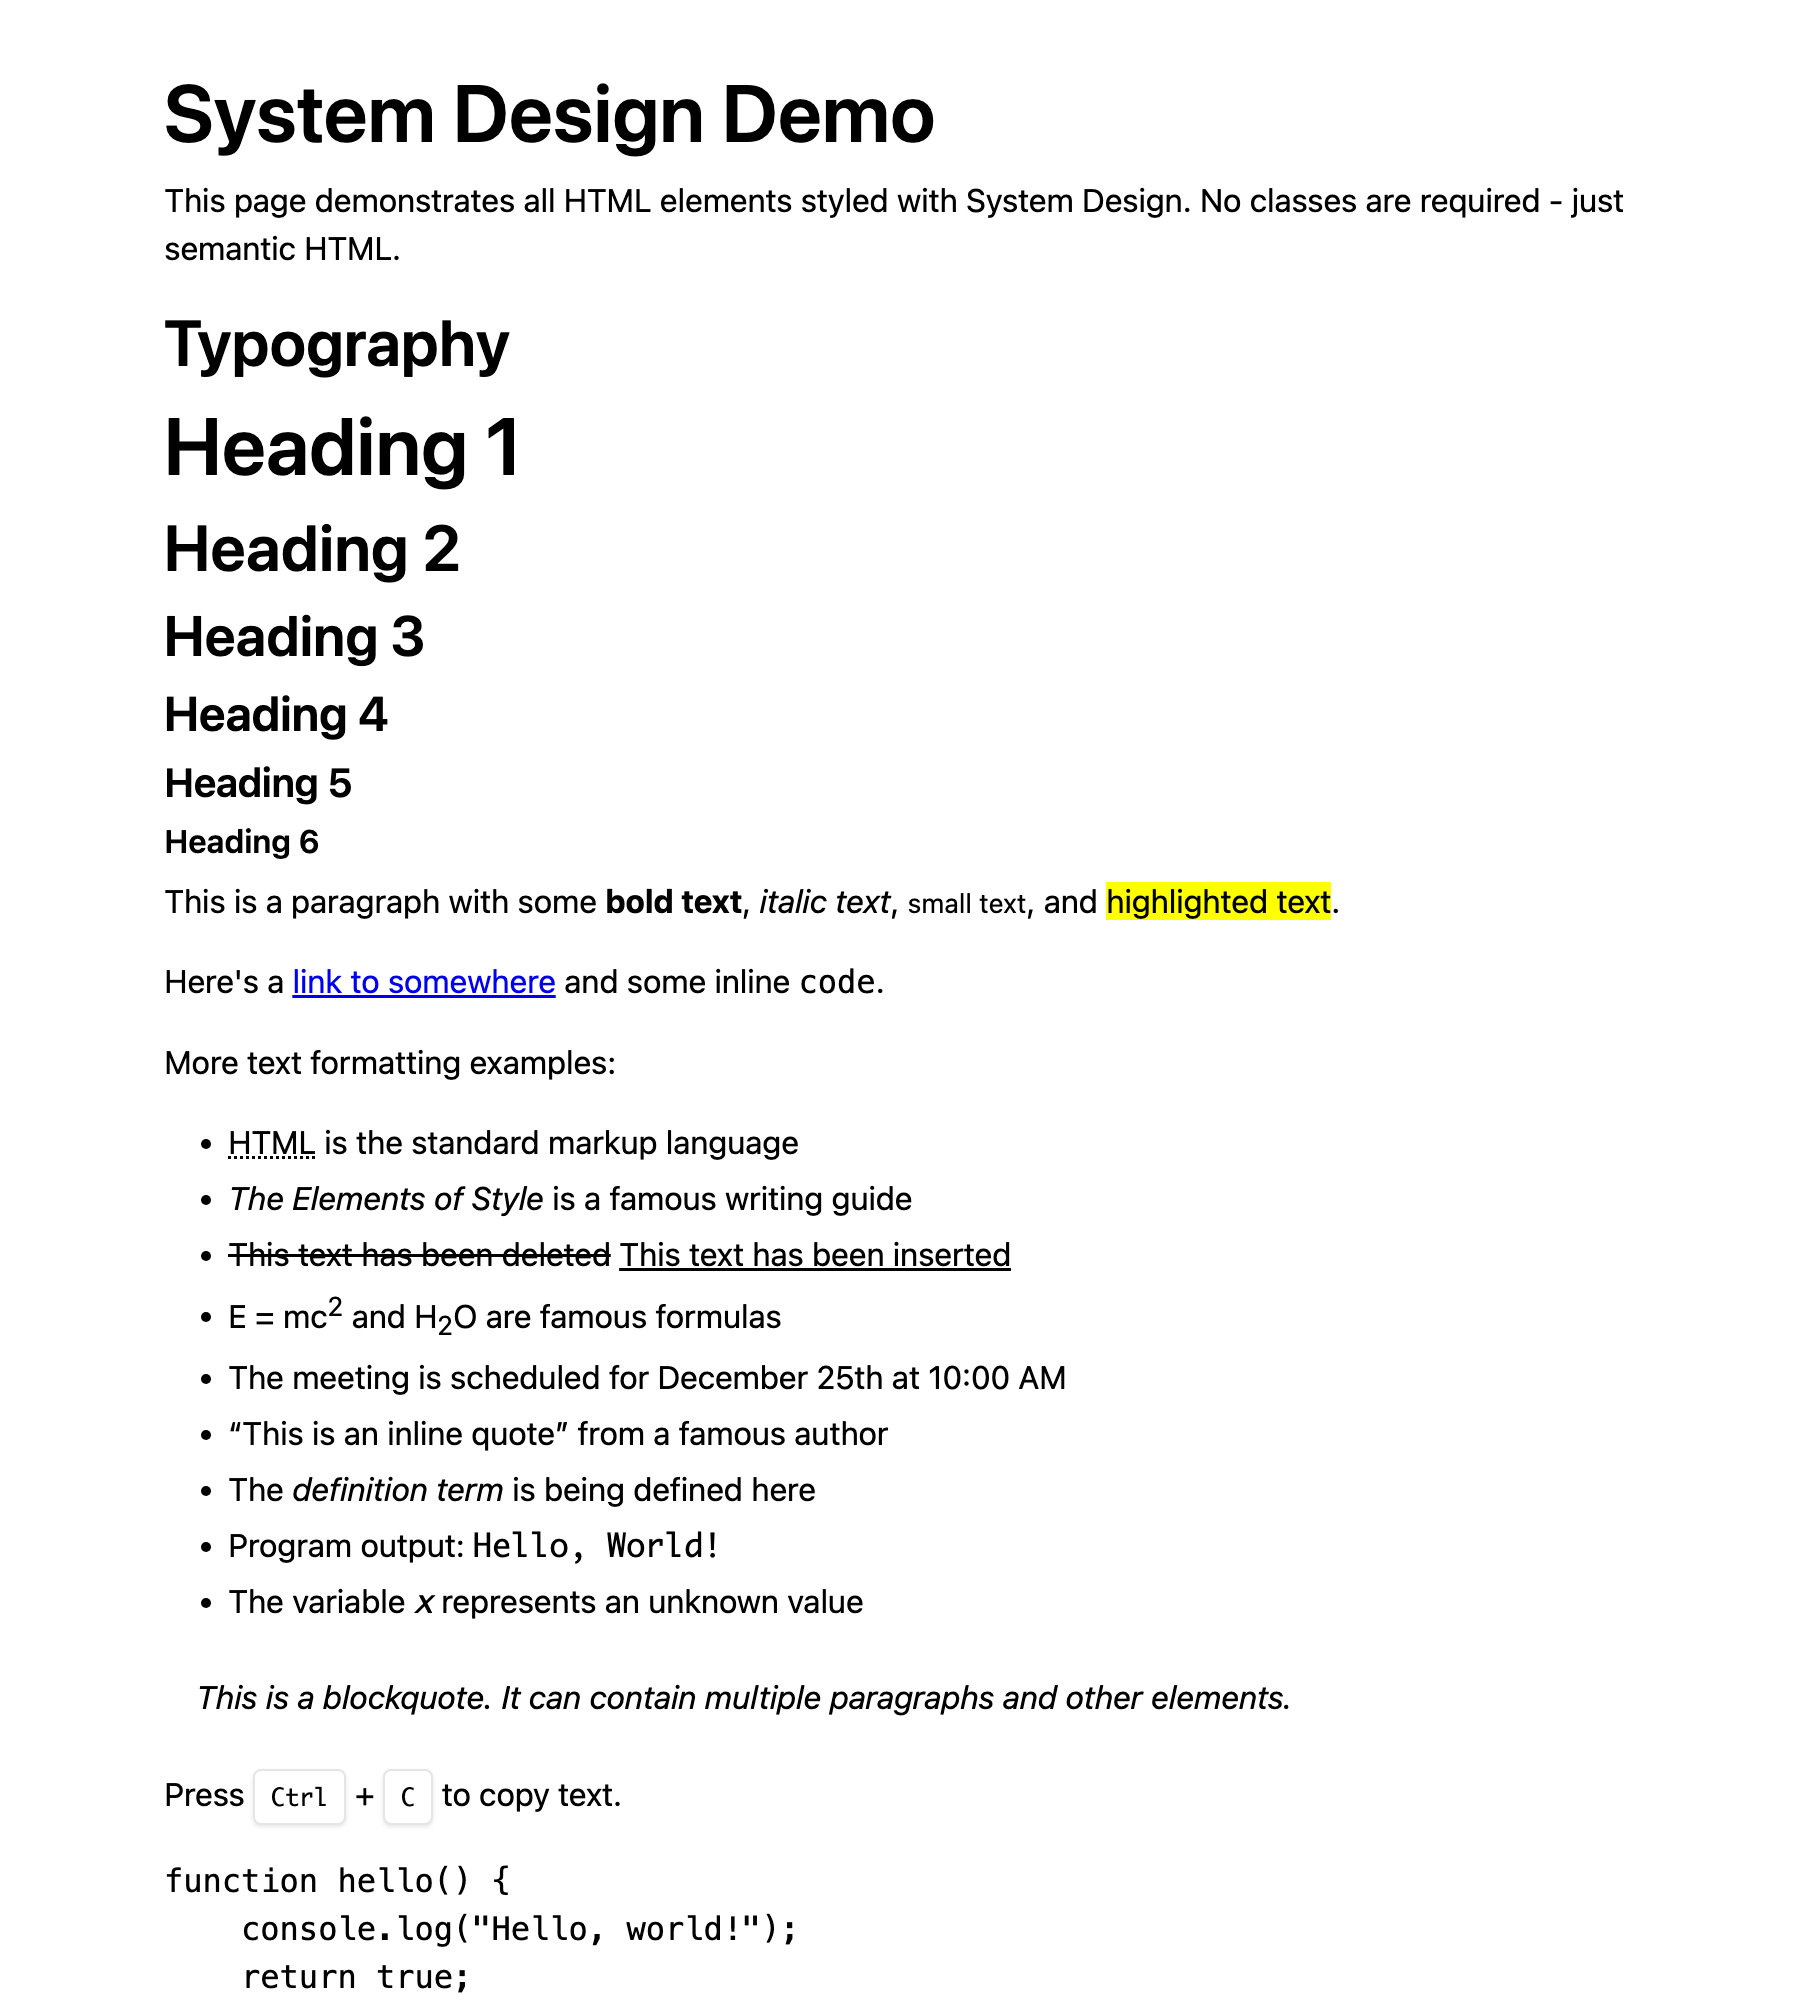 System Design Demo
This page demonstrates all HTML elements styled with System Design. No classes are required - just
semantic HTML.
Typography
Heading 1
Heading 2
Heading 3
Heading 4
Heading 5
Heading 6
This is a paragraph with some bold text, italic text, small text, and highlighted text.
Here's a link to somewhere and some inline code.
More text formatting examples:
• HTML is the standard markup language
• The Elements of Style is a famous writing guide
• This text has been deleted This text has been inserted
• E = mc² and H₂O are famous formulas
• The meeting is scheduled for December 25th at 10:00 AM
• “This is an inline quote” from a famous author
• The definition term is being defined here
• Program output: Hello, World!
• The variable x represents an unknown value
This is a blockquote. It can contain multiple paragraphs and other elements.
Press Ctrl + C to copy text.
function hello() {
    console.log("Hello, world!");
    return true;